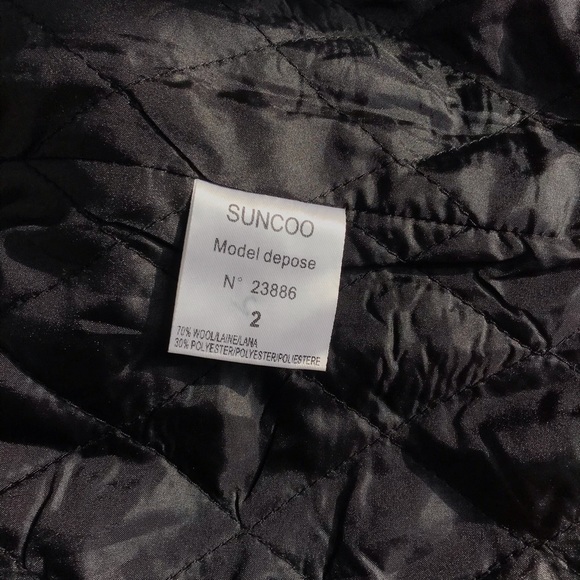 SUNCOO
Model depose
N° 23886
2
70% WOOL/LAINE/LANA
30% POLYESTER/POLYESTER/POLIESTERE